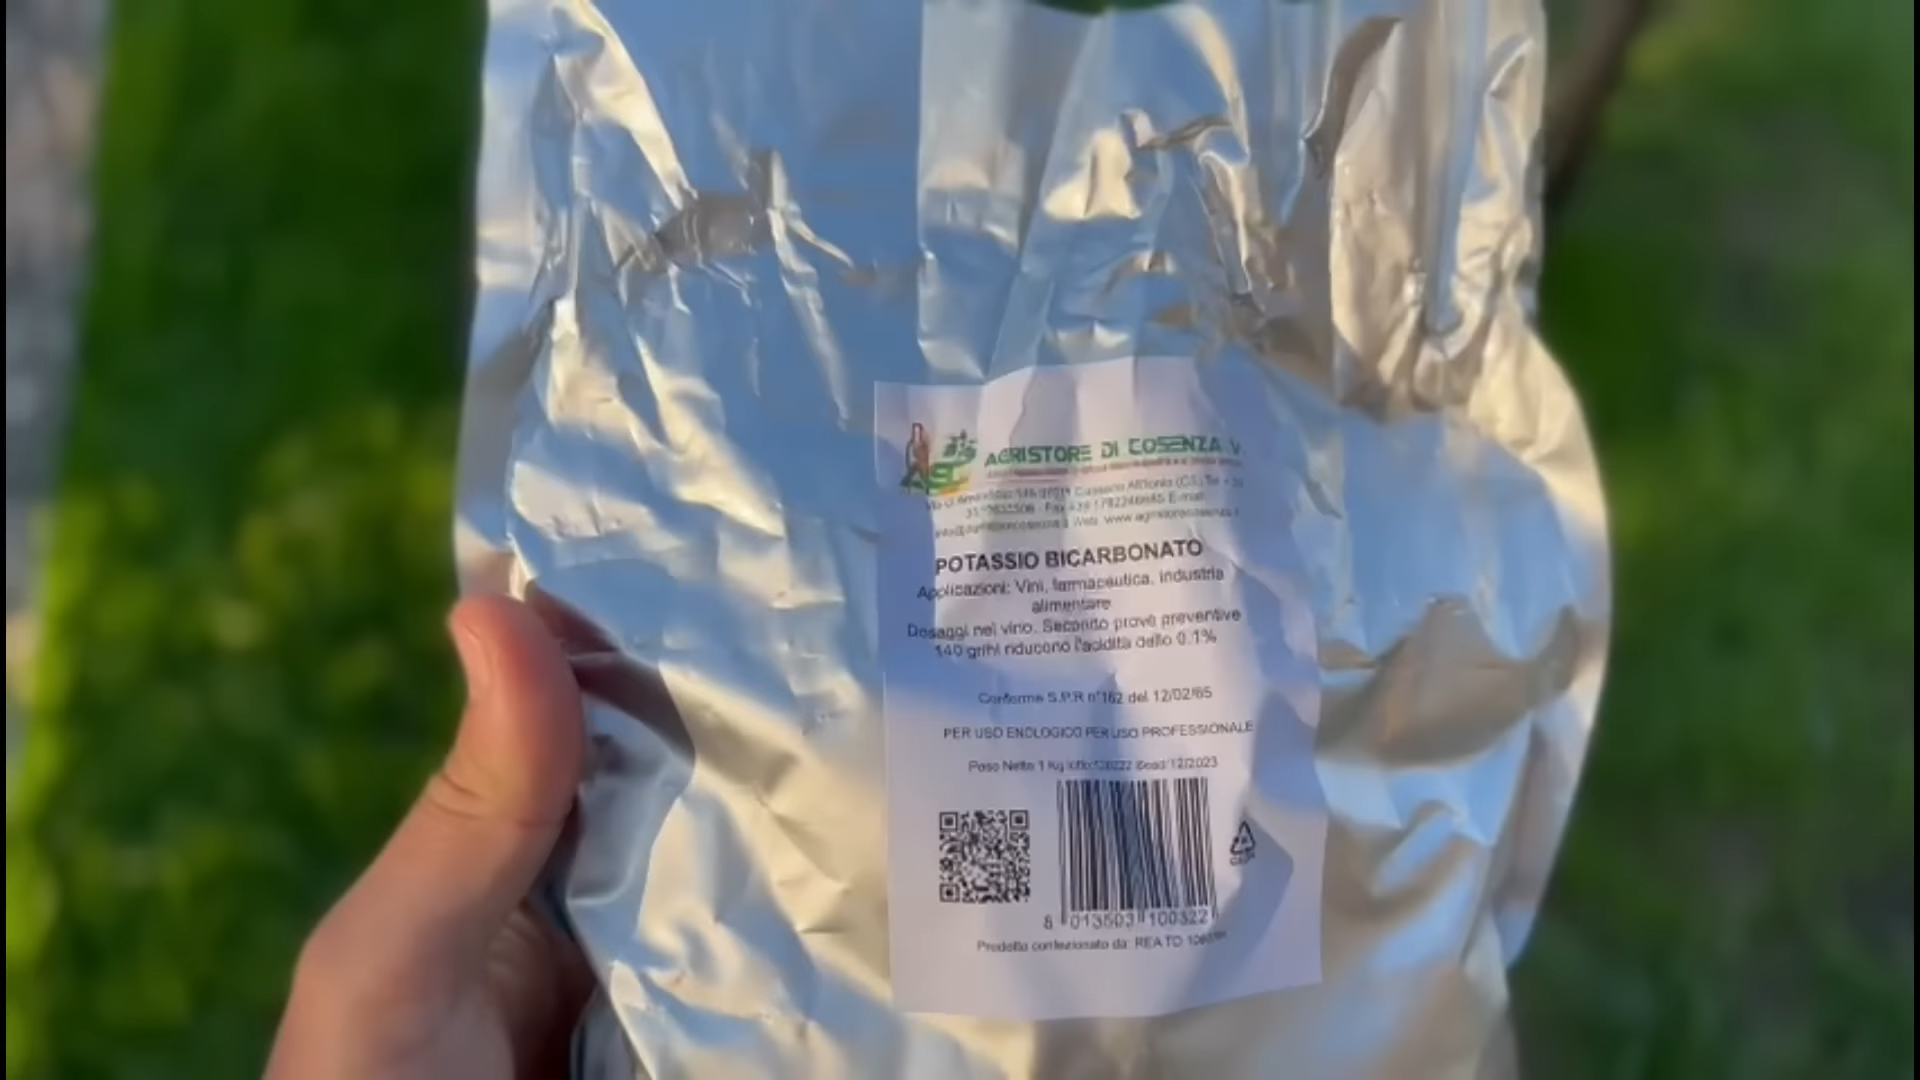 AGRISTORE DI COSENZA V.
POTASSIO BICARBONATO
Applicazioni: Vini, farmaceutica, industria
alimentare
Dosaggi nel vino. Secondo prove preventive
140 gr/hl riducono l'acidità dello 0.1%
Conforme S.P.R n°162 del 12/02/65
PER USO ENOLOGICO PER USO PROFESSIONALE
Peso Netto 1 Kg 12/2023
8 013503 100322
Prodotto confezionato da: REA TO